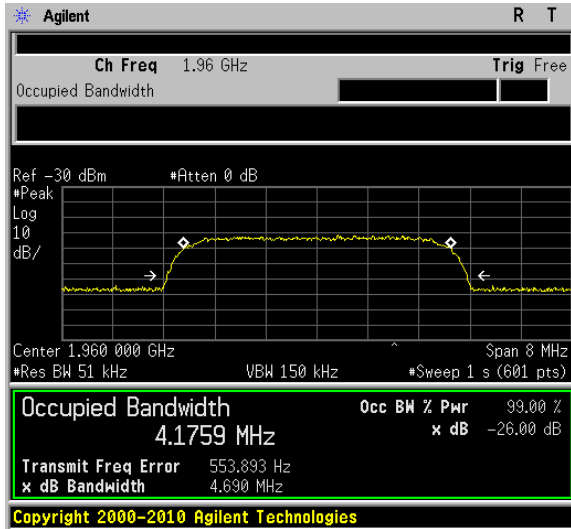 Agilent R T
Ch Freq 1.96 GHz Trig Free
Occupied Bandwidth
Ref -30 dBm #Atten 0 dB
#Peak
Log
10
dB/
Center 1.960 000 GHz Span 8 MHz
#Res BW 51 kHz VBW 150 kHz #Sweep 1 s (601 pts)
Occupied Bandwidth Occ BW % Pwr 99.00 %
4.1759 MHz x dB -26.00 dB
Transmit Freq Error 553.893 Hz
x dB Bandwidth 4.690 MHz
Copyright 2000-2010 Agilent Technologies